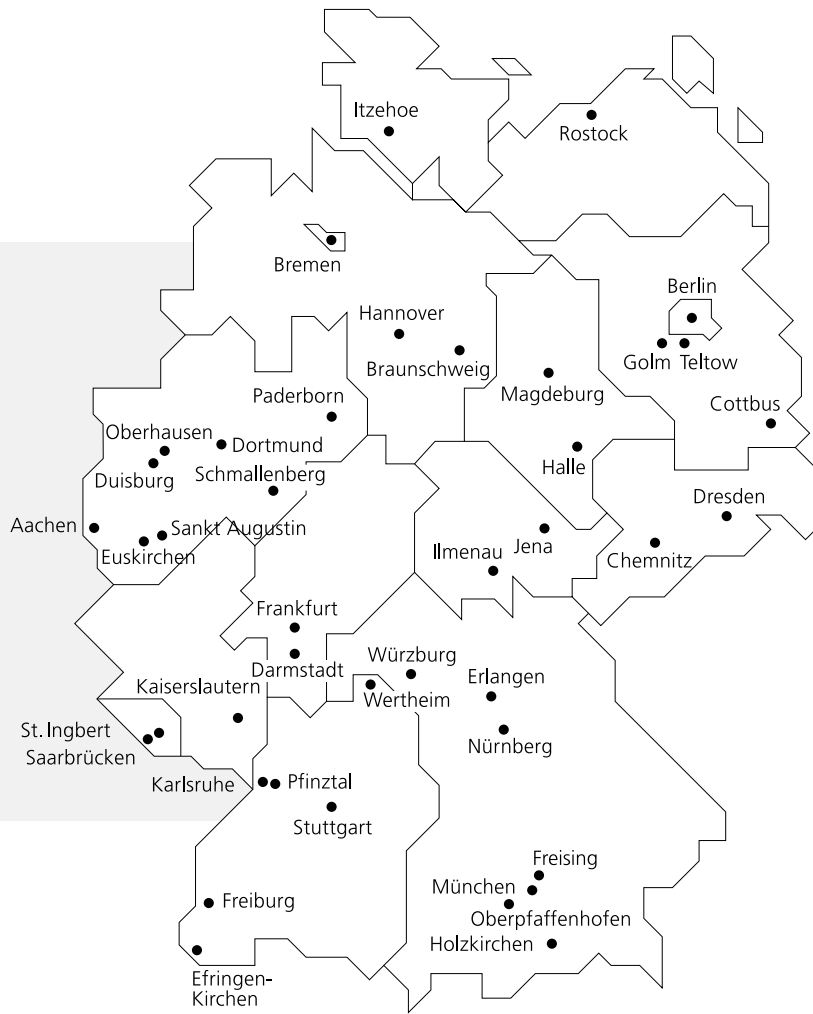 Itzehoe
Rostock
Bremen
Berlin
Hannover
Braunschweig
Golm Teltow
Magdeburg
Paderborn
Cottbus
Oberhausen
Dortmund
Halle
Duisburg
Schmallenberg
Dresden
Aachen
Sankt Augustin
Euskirchen
Jena
Ilmenau
Chemnitz
Frankfurt
Darmstadt
Würzburg
Erlangen
Kaiserslautern
Wertheim
St. Ingbert
Nürnberg
Saarbrücken
Karlsruhe
Pfinztal
Stuttgart
Freising
München
Freiburg
Oberpfaffenhofen
Holzkirchen
Efringen-
Kirchen